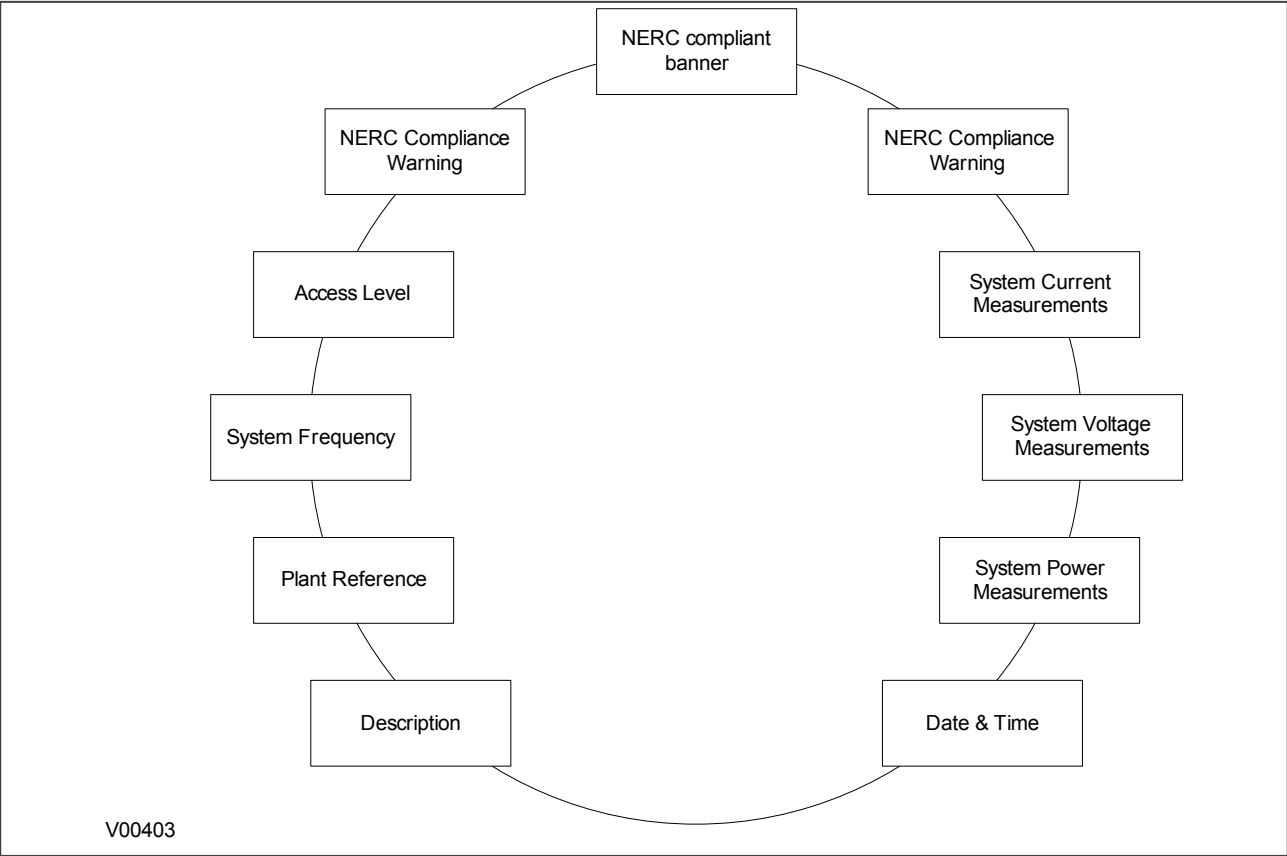 NERC compliant
banner
NERC Compliance
Warning
NERC Compliance
Warning
Access Level
System Current
Measurements
System Frequency
System Voltage
Measurements
Plant Reference
System Power
Measurements
Description
Date & Time
V00403